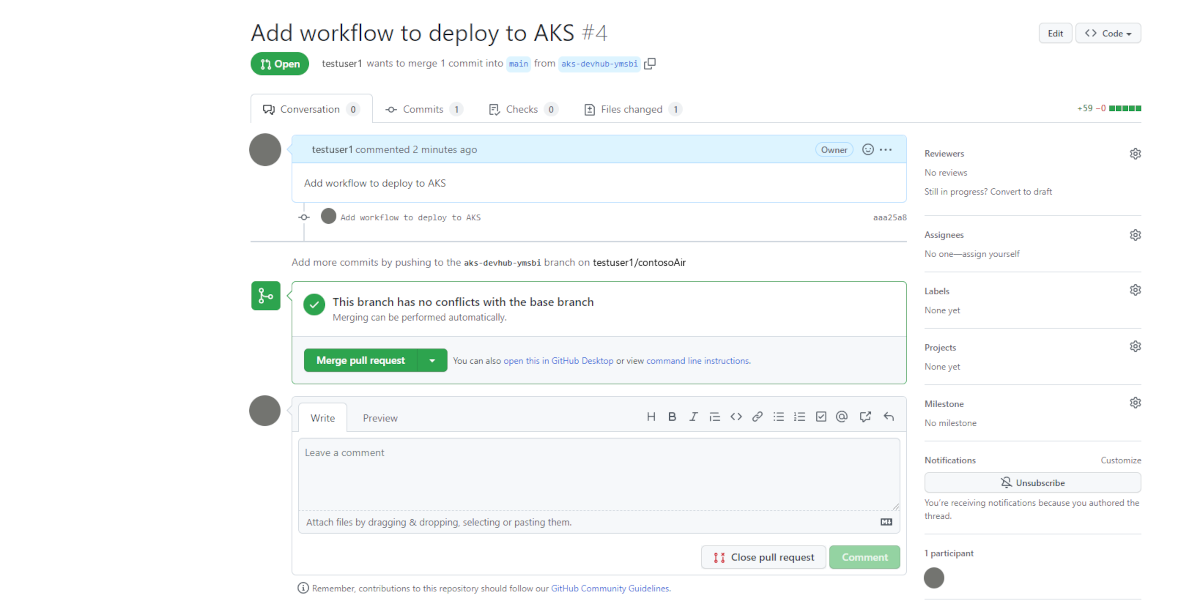 Add workflow to deploy to AKS #4
Edit
Code
Open
testuser1 wants to merge 1 commit into main from aks-devhub-ymsbi
Conversation 0
Commits 1
Checks 0
Files changed 1
+59 −0
testuser1 commented 2 minutes ago
Owner
Add workflow to deploy to AKS
Add workflow to deploy to AKS
aaa25a8
Add more commits by pushing to the aks-devhub-ymsbi branch on testuser1/contosoAir
This branch has no conflicts with the base branch
Merging can be performed automatically.
Merge pull request
You can also open this in GitHub Desktop or view command line instructions.
Write
Preview
H B I
Leave a comment
Attach files by dragging & dropping, selecting or pasting them.
Close pull request
Comment
Remember, contributions to this repository should follow our GitHub Community Guidelines.
Reviewers
No reviews
Still in progress? Convert to draft
Assignees
No one—assign yourself
Labels
None yet
Projects
None yet
Milestone
No milestone
Notifications
Customize
Unsubscribe
You're receiving notifications because you authored the
thread.
1 participant